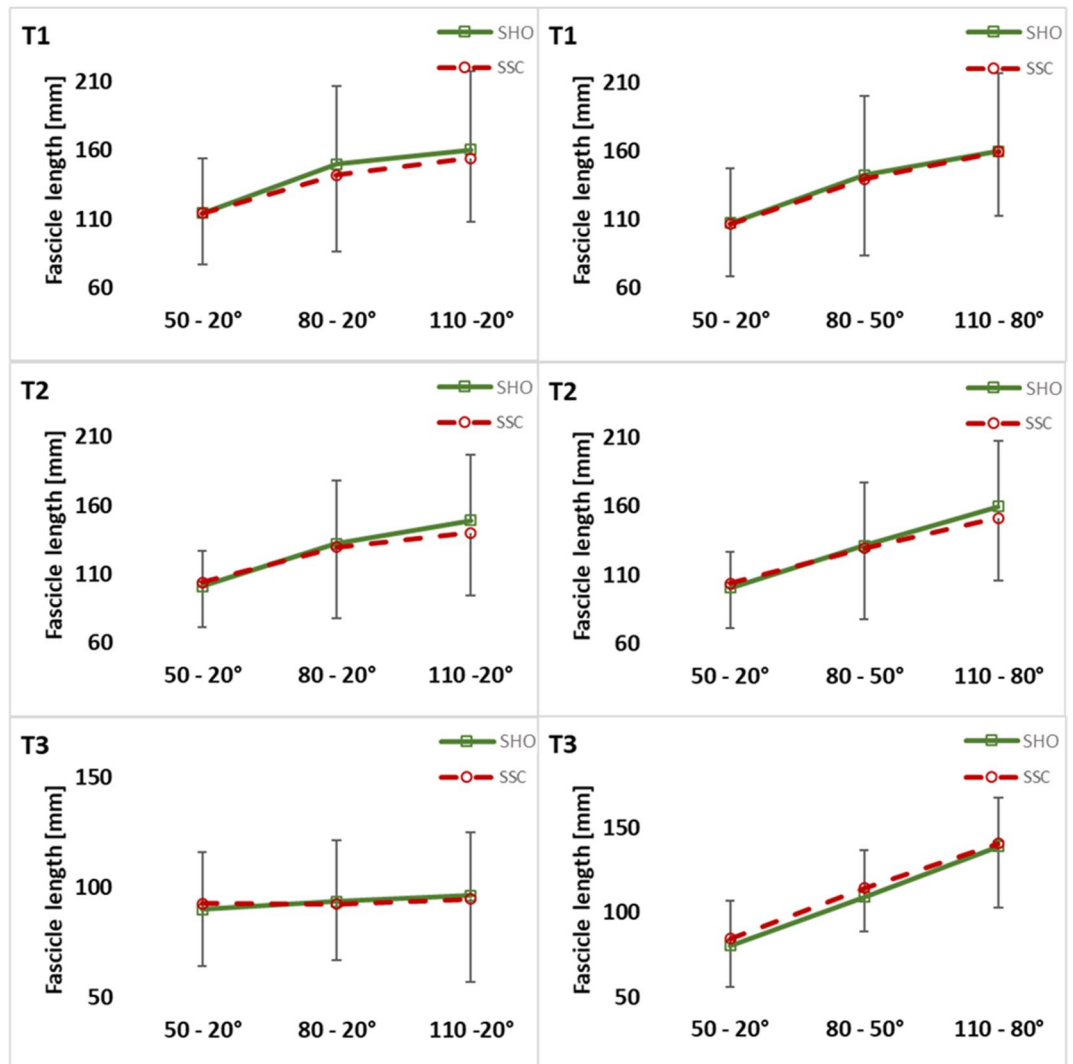 T1
SHO
SSC
Fascicle length [mm]
210
160
110
60
50 - 20° 80 - 20° 110 -20°
T1
SHO
SSC
Fascicle length [mm]
210
160
110
60
50 - 20° 80 - 50° 110 - 80°
T2
SHO
SSC
Fascicle length [mm]
210
160
110
60
50 - 20° 80 - 20° 110 -20°
T2
SHO
SSC
Fascicle length [mm]
210
160
110
60
50 - 20° 80 - 50° 110 - 80°
T3
SHO
SSC
Fascicle length [mm]
150
100
50
50 - 20° 80 - 20° 110 -20°
T3
SHO
SSC
Fascicle length [mm]
150
100
50
50 - 20° 80 - 50° 110 - 80°